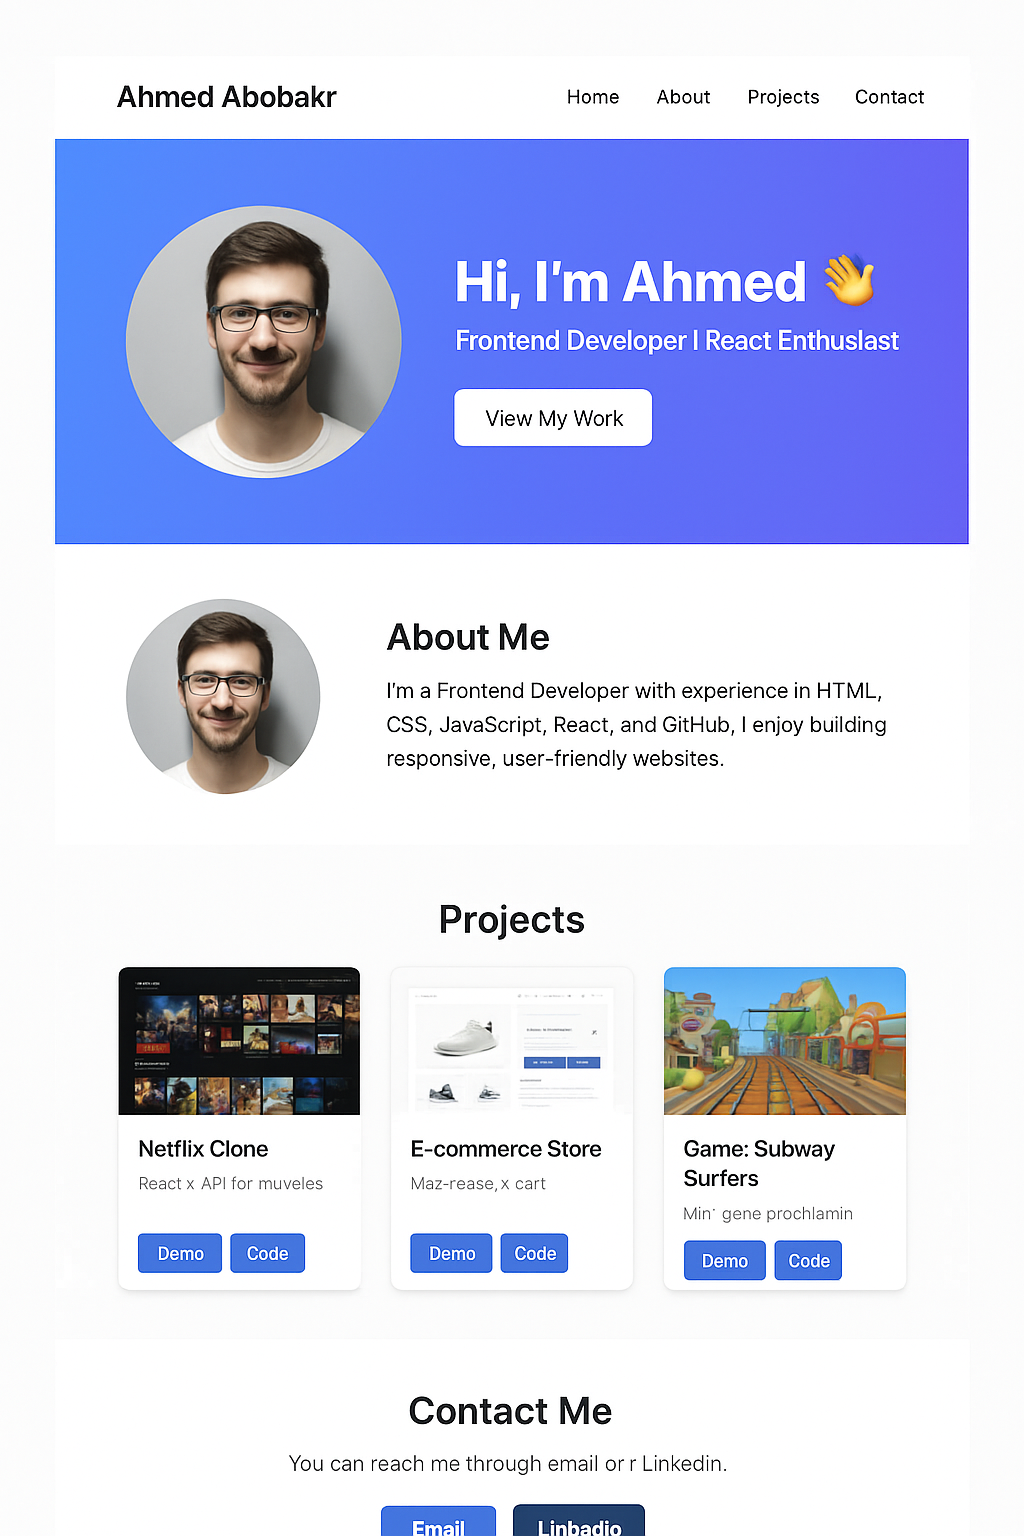 Ahmed Abobakr
Home About Projects Contact
Hi, I'm Ahmed 👋
Frontend Developer l React Enthuslast
View My Work
About Me
I'm a Frontend Developer with experience in HTML,
CSS, JavaScript, React, and GitHub, I enjoy building
responsive, user-friendly websites.
Projects
Netflix Clone
React x API for muveles
Demo Code
E-commerce Store
Maz-rease, x cart
Demo Code
Game: Subway
Surfers
Min· gene prochlamin
Demo Code
Contact Me
You can reach me through email or r Linkedin.
Email Linbadio